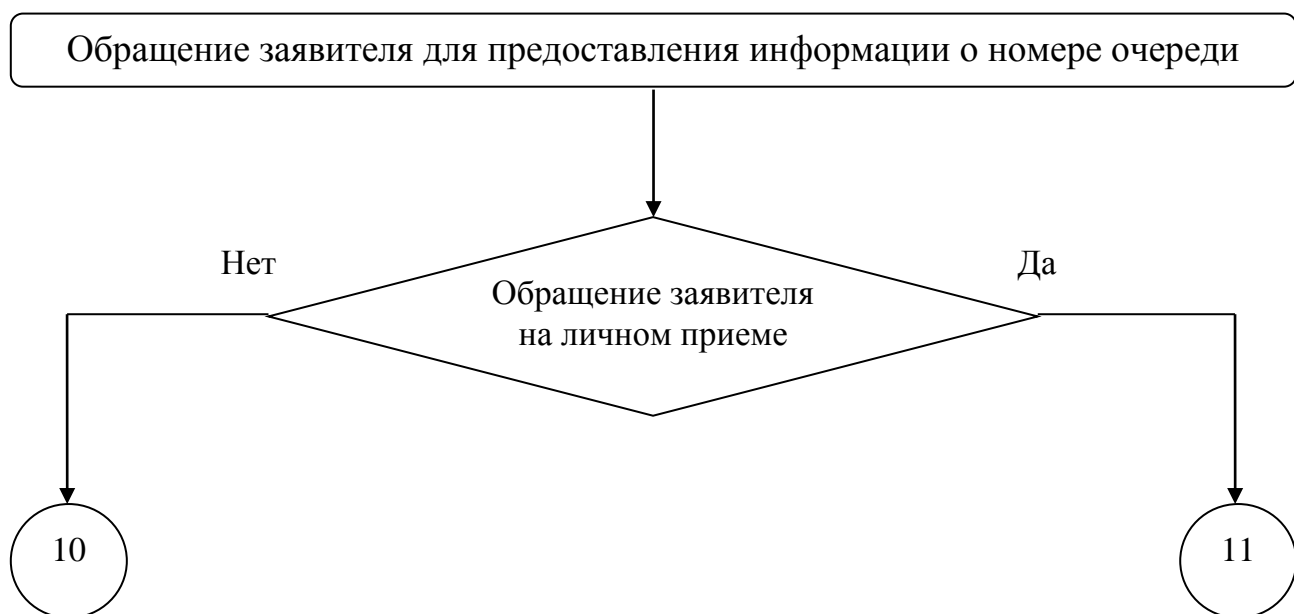 Обращение заявителя для предоставления информации о номере очереди
Нет
Да
Обращение заявителя
на личном приеме
10
11